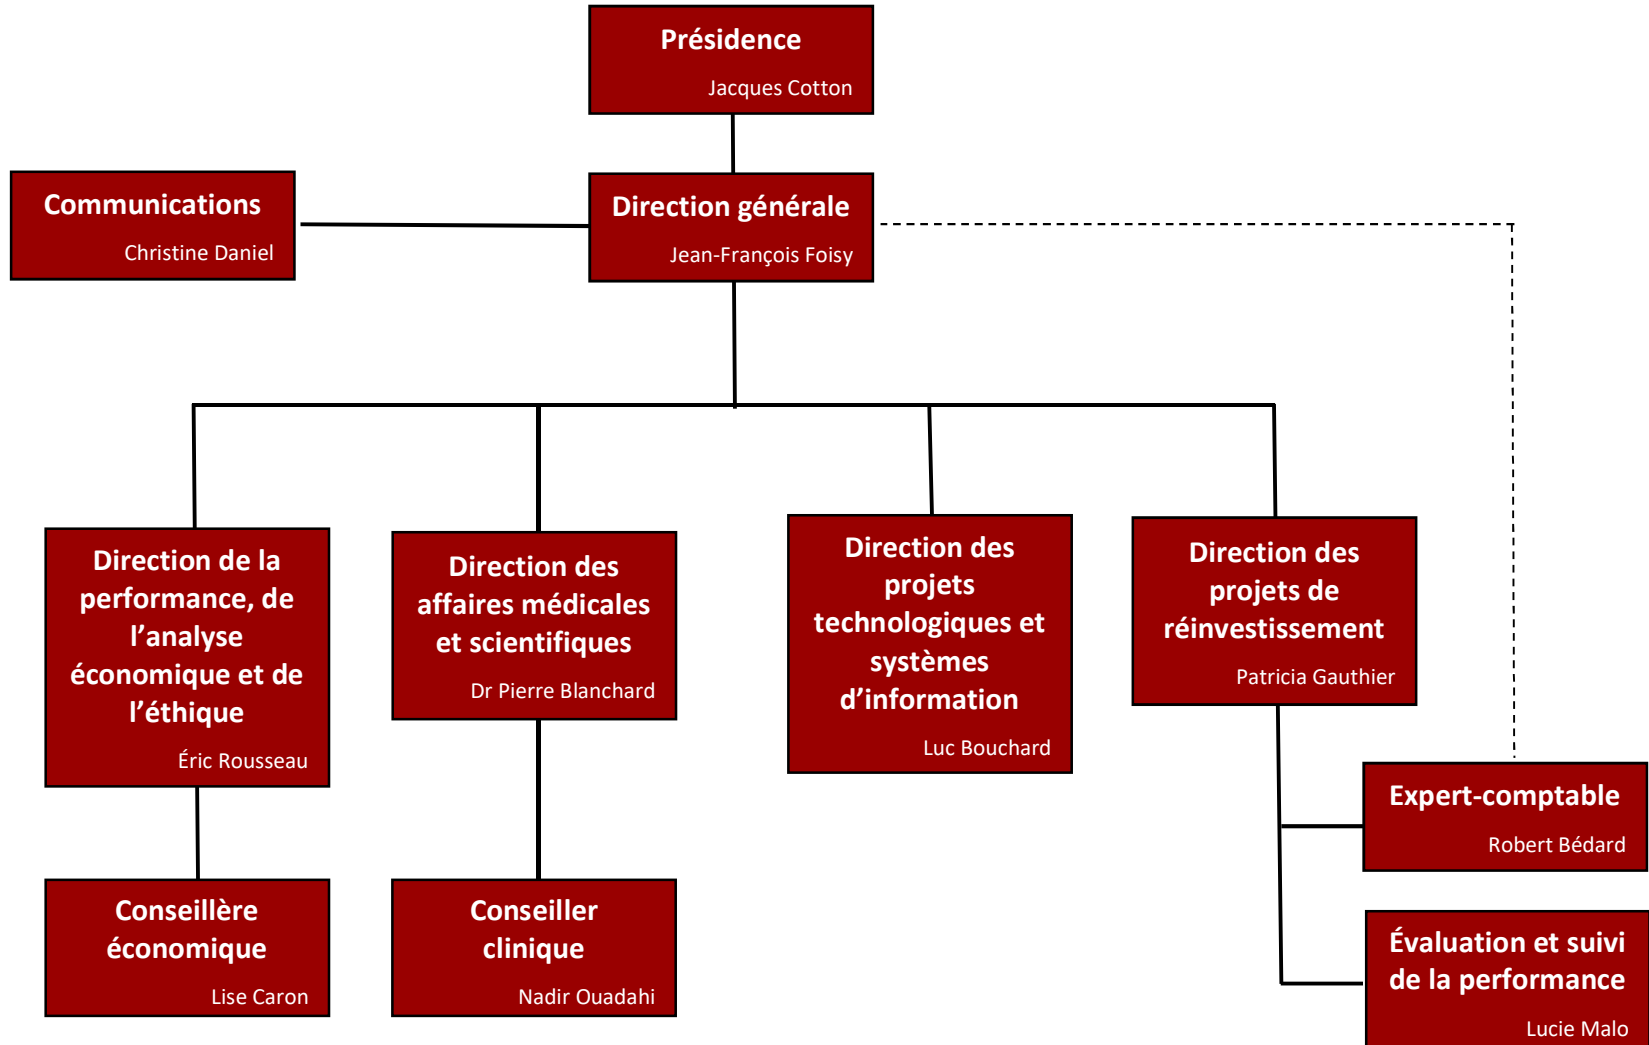 Présidence
Jacques Cotton
Communications
Christine Daniel
Direction générale
Jean-François Foisy
Direction de la
performance, de
l’analyse
économique et de
l’éthique
Éric Rousseau
Direction des
affaires médicales
et scientifiques
Dr Pierre Blanchard
Direction des
projets
technologiques et
systèmes
d’information
Luc Bouchard
Direction des
projets de
réinvestissement
Patricia Gauthier
Expert-comptable
Robert Bédard
Conseillère
économique
Lise Caron
Conseiller
clinique
Nadir Ouadahi
Évaluation et suivi
de la performance
Lucie Malo